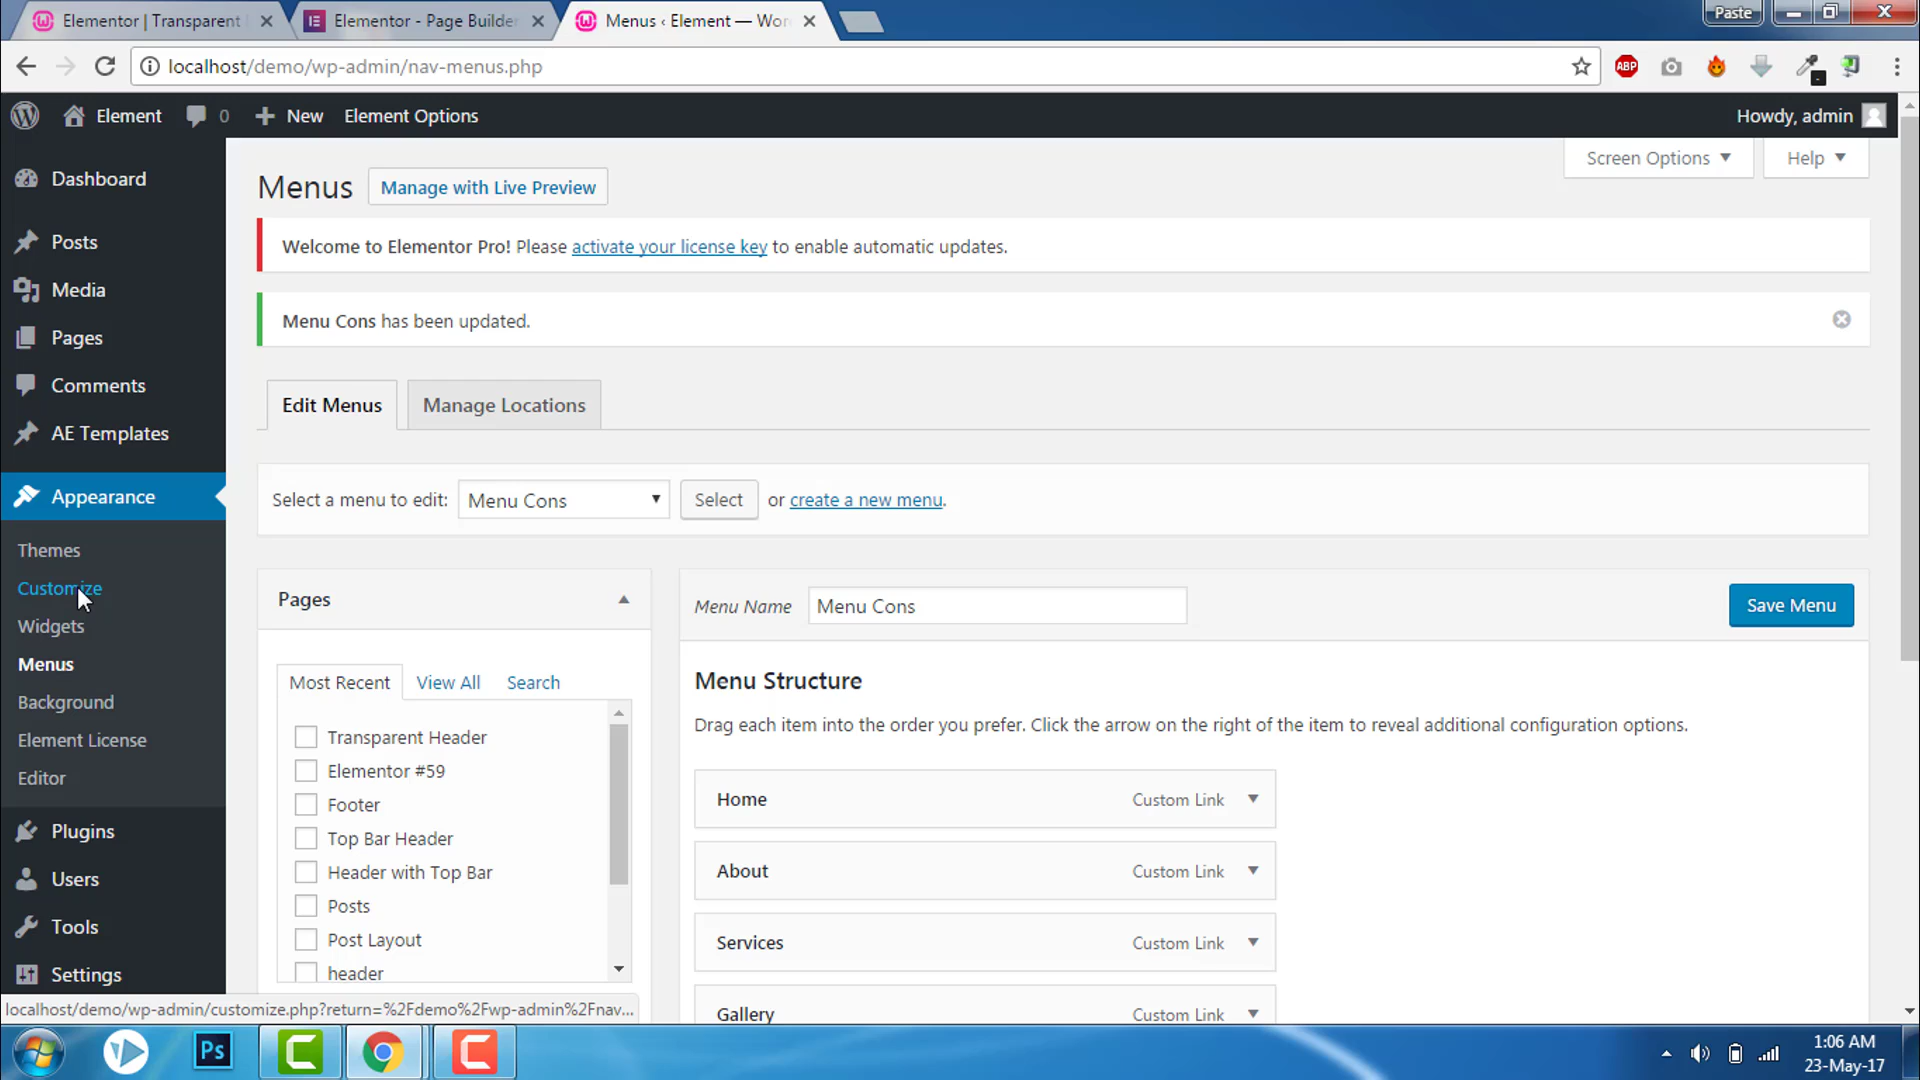 Elementor | Transparent
Elementor - Page Builder
Menus ‹ Element — Wor
Paste
localhost/demo/wp-admin/nav-menus.php
ABP
Element
0
New
Element Options
Howdy, admin
Screen Options
Help
Dashboard
Posts
Media
Pages
Comments
AE Templates
Appearance
Themes
Customize
Widgets
Menus
Background
Element License
Editor
Plugins
Users
Tools
Settings
Menus
Manage with Live Preview
Welcome to Elementor Pro! Please activate your license key to enable automatic updates.
Menu Cons has been updated.
Edit Menus
Manage Locations
Select a menu to edit:
Menu Cons
Select
or create a new menu.
Pages
Most Recent
View All
Search
Transparent Header
Elementor #59
Footer
Top Bar Header
Header with Top Bar
Posts
Post Layout
header
Menu Name
Menu Cons
Save Menu
Menu Structure
Drag each item into the order you prefer. Click the arrow on the right of the item to reveal additional configuration options.
Home
Custom Link
About
Custom Link
Services
Custom Link
Gallery
Custom Link
localhost/demo/wp-admin/customize.php?return=%2Fdemo%2Fwp-admin%2Fnav...
Ps
1:06 AM
23-May-17